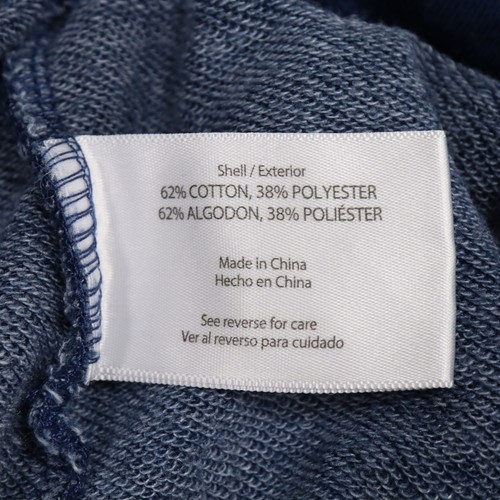 Shell / Exterior
62% COTTON, 38% POLYESTER
62% ALGODON, 38% POLIÉSTER
Made in China
Hecho en China
See reverse for care
Ver al reverso para cuidado